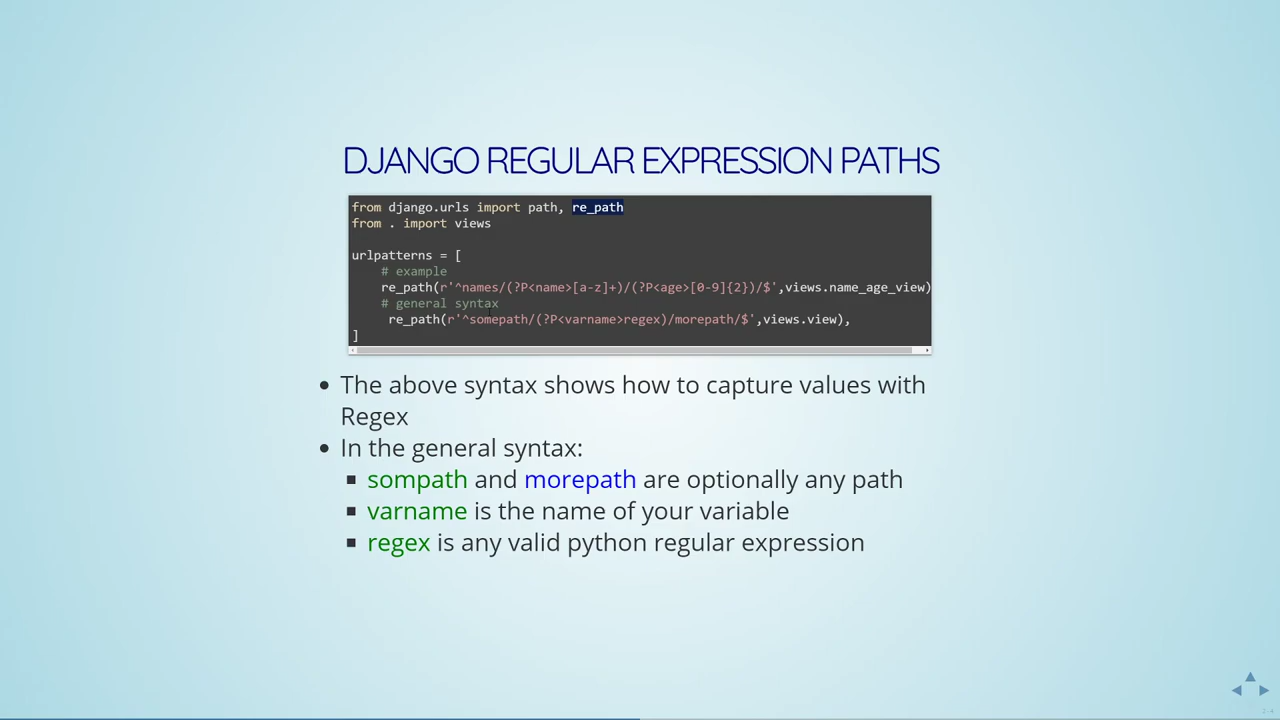 DJANGO REGULAR EXPRESSION PATHS
from django.urls import path, re_path
from . import views
urlpatterns = [
# example
re_path(r'^names/(?P<name>[a-z]+)/(?P<age>[0-9]{2})/$',views.name_age_view)
# general syntax
re_path(r'^somepath/(?P<varname>regex)/morepath/$',views.view),
]
• The above syntax shows how to capture values with
Regex
• In the general syntax:
▪ sompath and morepath are optionally any path
▪ varname is the name of your variable
▪ regex is any valid python regular expression
2-4